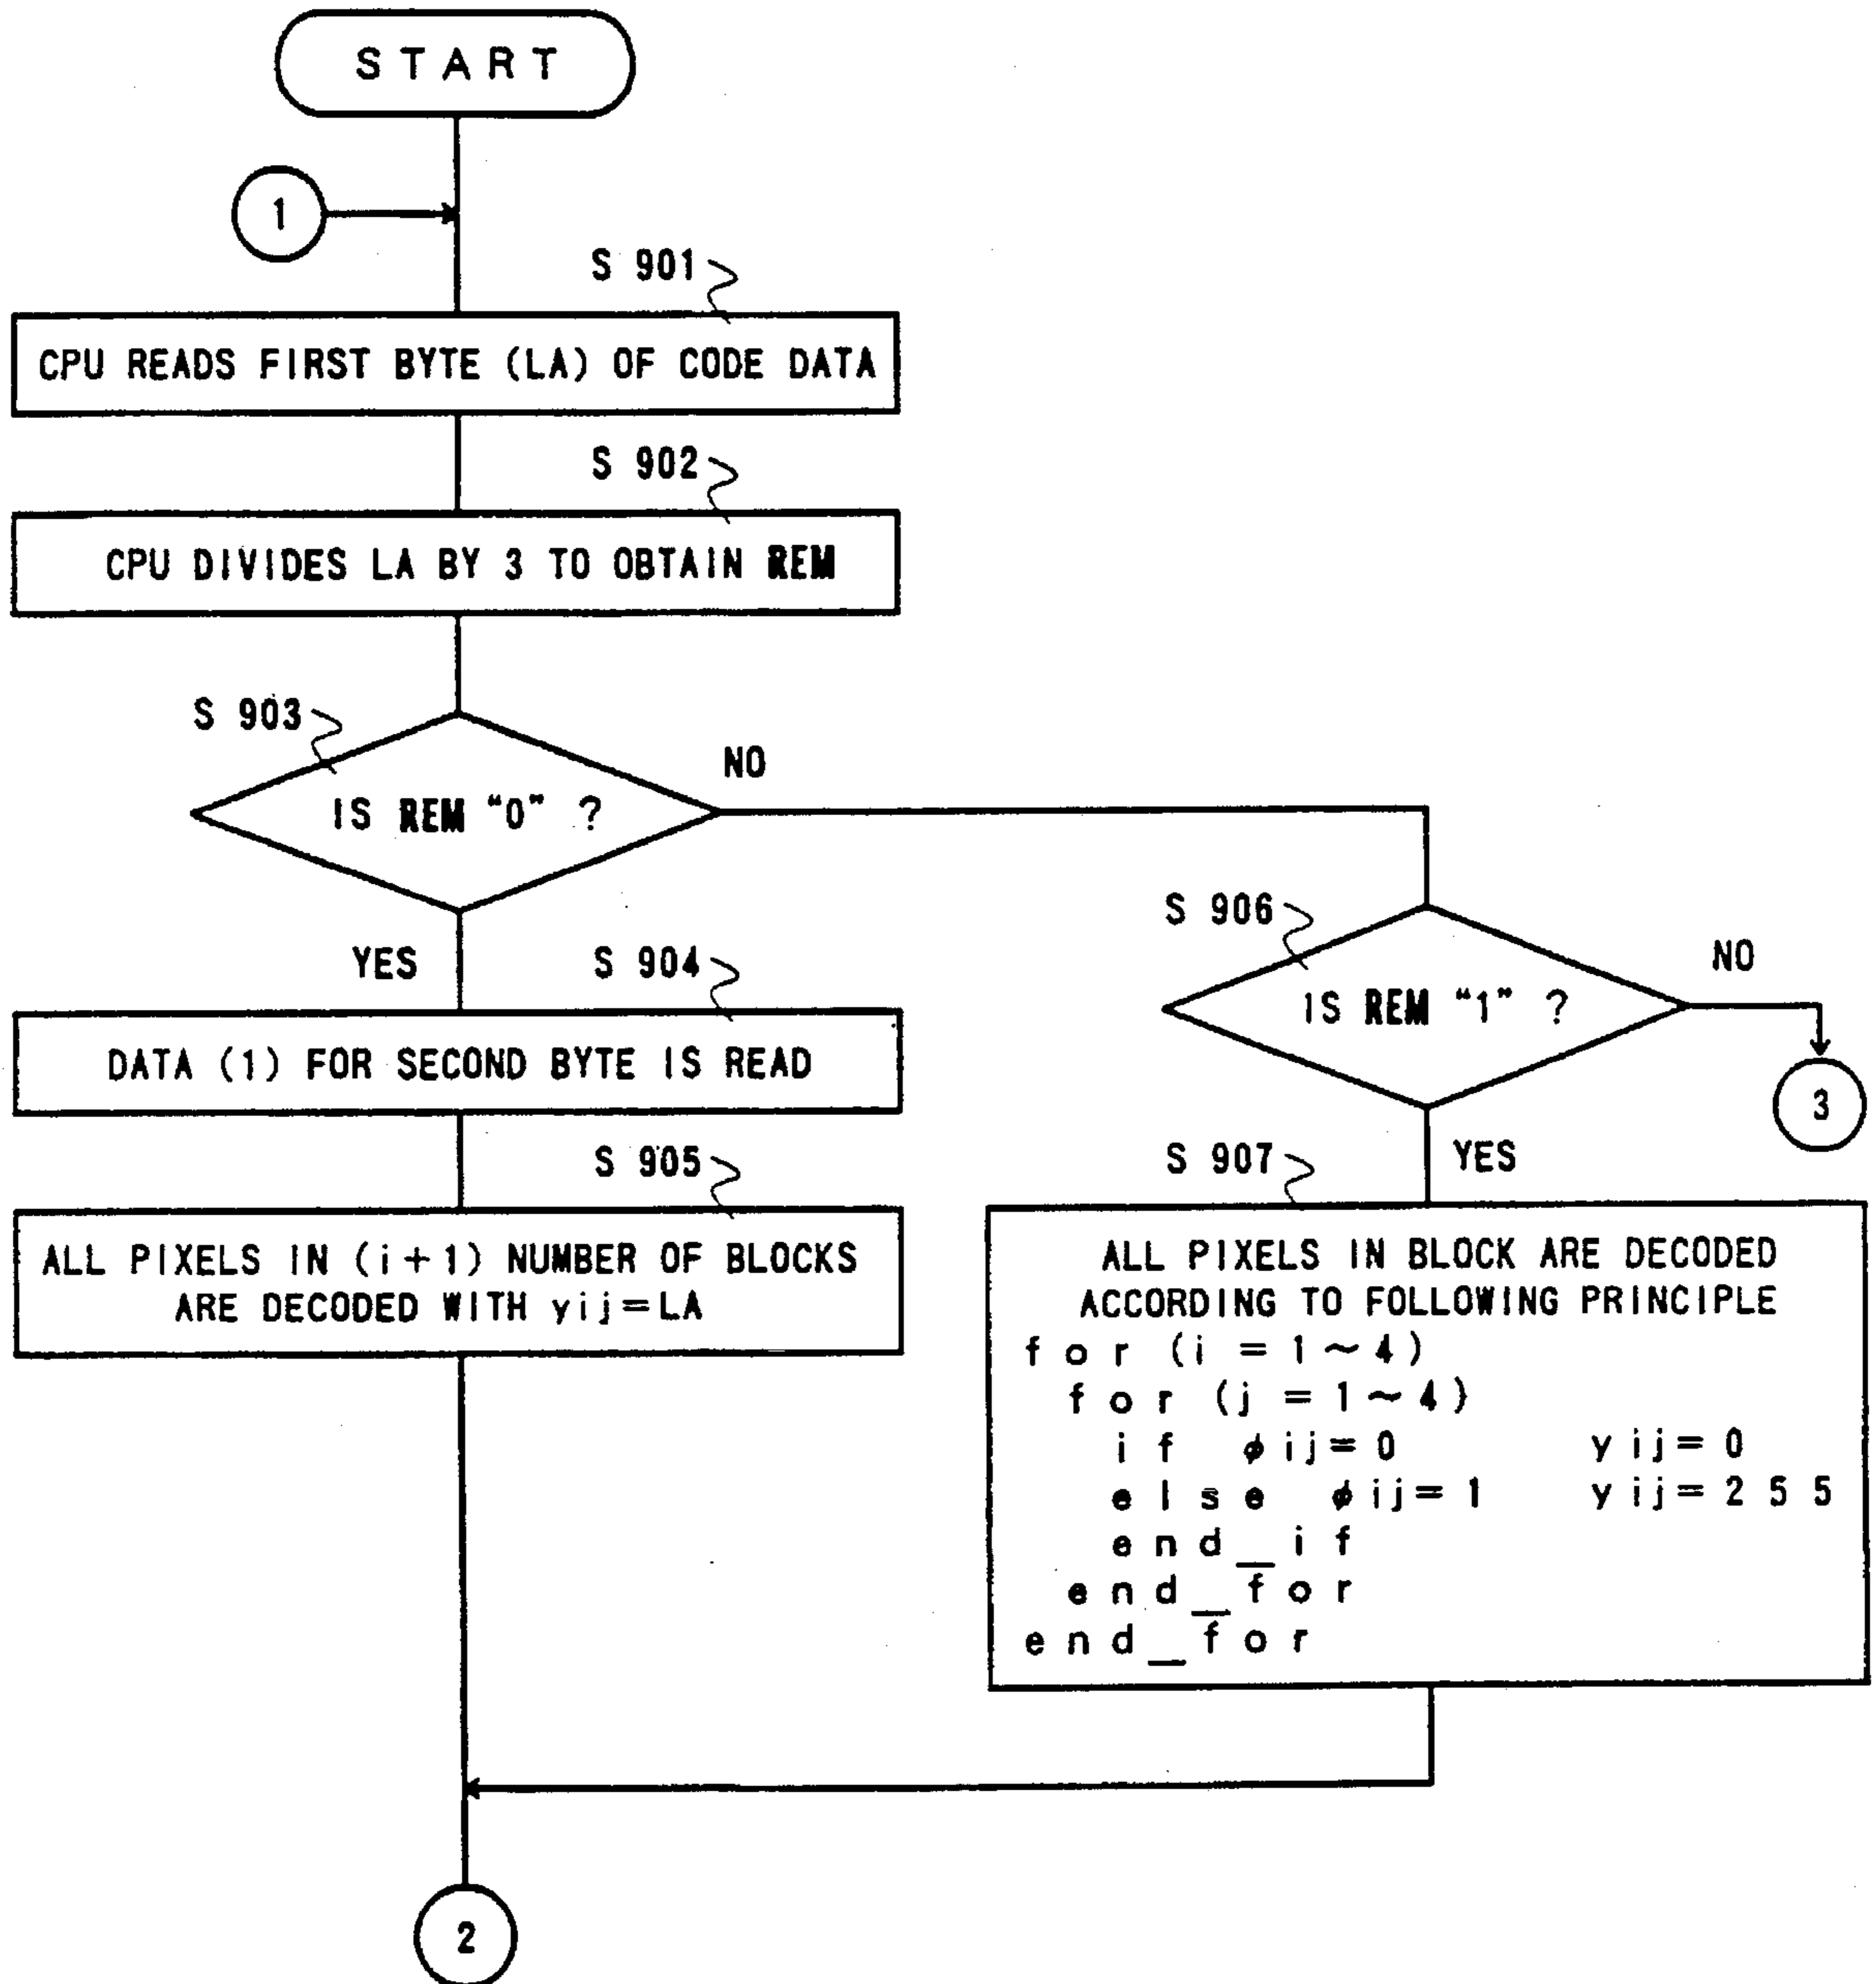 START
1
S 901
CPU READS FIRST BYTE (LA) OF CODE DATA
S 902
CPU DIVIDES LA BY 3 TO OBTAIN REM
S 903
IS REM “0” ?
NO
YES
S 904
DATA (1) FOR SECOND BYTE IS READ
S 905
ALL PIXELS IN (i+1) NUMBER OF BLOCKS
ARE DECODED WITH yij=LA
S 906
IS REM “1” ?
NO
3
YES
S 907
ALL PIXELS IN BLOCK ARE DECODED
ACCORDING TO FOLLOWING PRINCIPLE
for (i = 1～4)
for (j = 1～4)
if φij=0 yij=0
else φij=1 yij=255
end_if
end_for
end_for
2